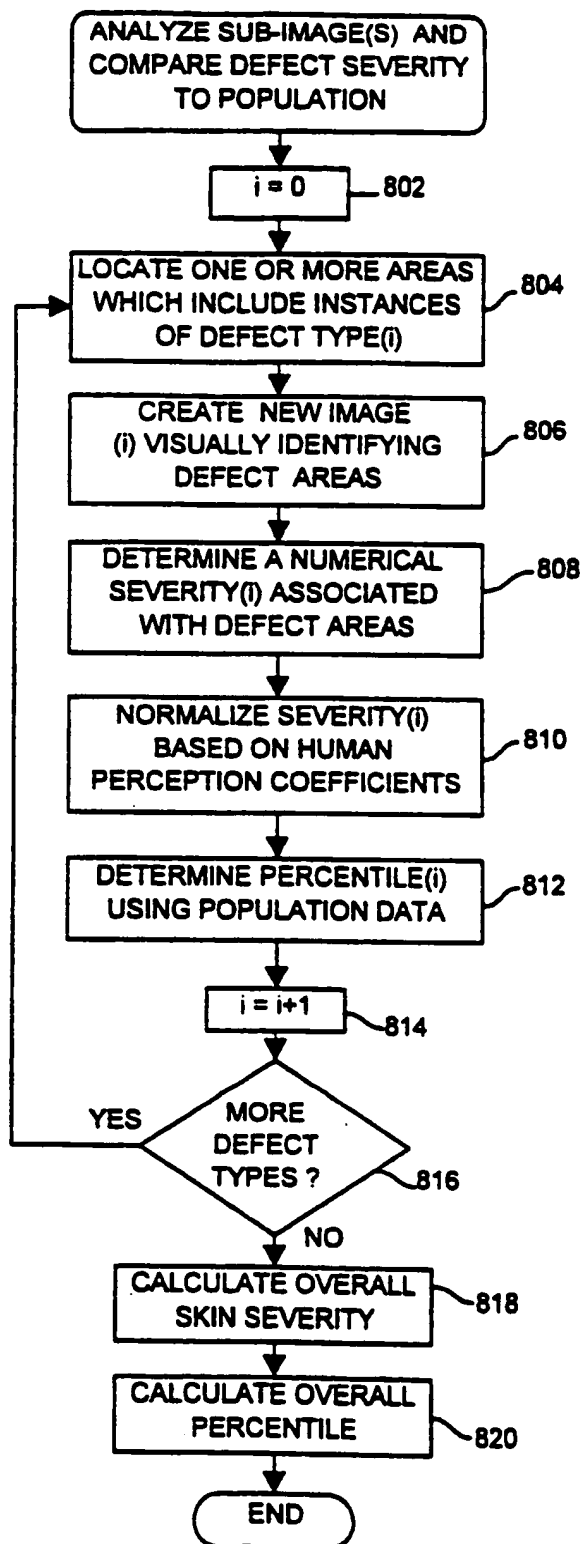 ANALYZE SUB-IMAGE(S) AND
COMPARE DEFECT SEVERITY
TO POPULATION
i = 0
802
LOCATE ONE OR MORE AREAS
WHICH INCLUDE INSTANCES
OF DEFECT TYPE(i)
804
CREATE NEW IMAGE
(i) VISUALLY IDENTIFYING
DEFECT AREAS
806
DETERMINE A NUMERICAL
SEVERITY(i) ASSOCIATED
WITH DEFECT AREAS
808
NORMALIZE SEVERITY(i)
BASED ON HUMAN
PERCEPTION COEFFICIENTS
810
DETERMINE PERCENTILE(i)
USING POPULATION DATA
812
i = i+1
814
YES
MORE
DEFECT
TYPES ?
816
NO
CALCULATE OVERALL
SKIN SEVERITY
818
CALCULATE OVERALL
PERCENTILE
820
END